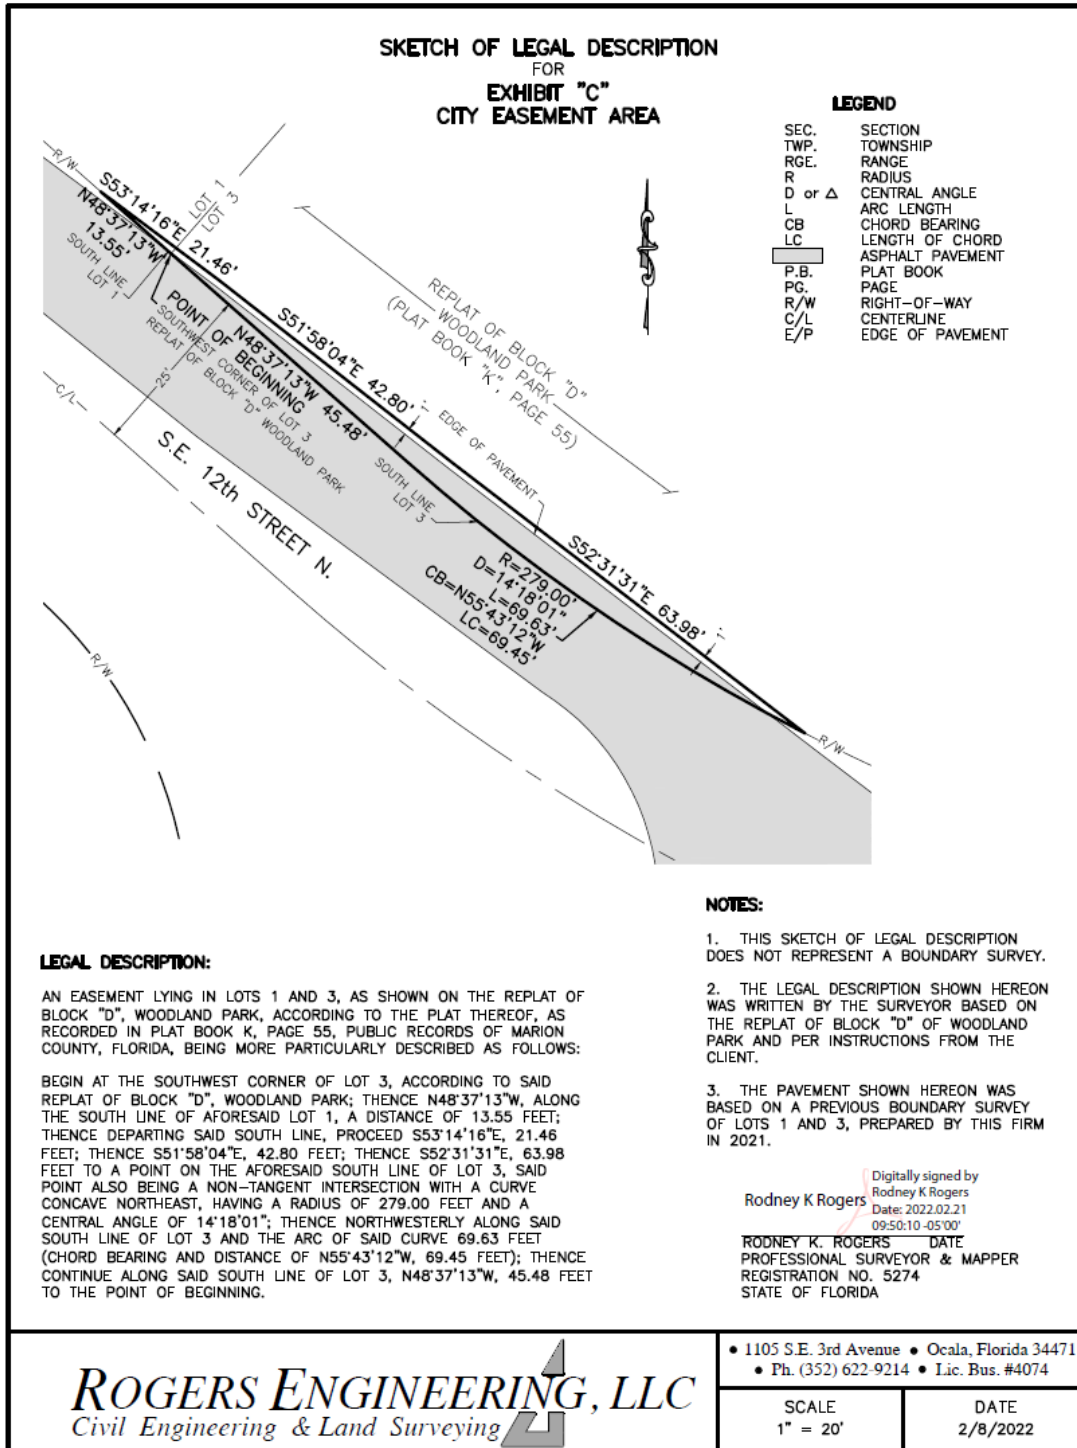 SKETCH OF LEGAL DESCRIPTION
FOR
EXHIBIT "C"
CITY EASEMENT AREA
LEGEND
SEC. SECTION
TWP. TOWNSHIP
RGE. RANGE
R RADIUS
D or Δ CENTRAL ANGLE
L ARC LENGTH
CB CHORD BEARING
LC LENGTH OF CHORD
ASPHALT PAVEMENT
P.B. PLAT BOOK
PG. PAGE
R/W RIGHT-OF-WAY
C/L CENTERLINE
E/P EDGE OF PAVEMENT
R/W
S53°14'16"E 21.46'
LOT 1
LOT 3
N48°37'13"W
13.55'
SOUTH LINE
LOT 1
POINT OF BEGINNING
SOUTHWEST CORNER OF LOT 3
REPLAT OF BLOCK "D" WOODLAND PARK
S51°58'04"E 42.80'
N48°37'13"W 45.48'
REPLAT OF BLOCK "D"
WOODLAND PARK
(PLAT BOOK "K", PAGE 55)
25'
C/L
S.E. 12th STREET N.
EDGE OF PAVEMENT
SOUTH LINE
LOT 3
S52°31'31"E 63.98'
R=279.00'
D=14°18'01"
L=69.63'
CB=N55°43'12"W
LC=69.45'
R/W
R/W
LEGAL DESCRIPTION:
AN EASEMENT LYING IN LOTS 1 AND 3, AS SHOWN ON THE REPLAT OF
BLOCK "D", WOODLAND PARK, ACCORDING TO THE PLAT THEREOF, AS
RECORDED IN PLAT BOOK K, PAGE 55, PUBLIC RECORDS OF MARION
COUNTY, FLORIDA, BEING MORE PARTICULARLY DESCRIBED AS FOLLOWS:
BEGIN AT THE SOUTHWEST CORNER OF LOT 3, ACCORDING TO SAID
REPLAT OF BLOCK "D", WOODLAND PARK; THENCE N48°37'13"W, ALONG
THE SOUTH LINE OF AFORESAID LOT 1, A DISTANCE OF 13.55 FEET;
THENCE DEPARTING SAID SOUTH LINE, PROCEED S53°14'16"E, 21.46
FEET; THENCE S51°58'04"E, 42.80 FEET; THENCE S52°31'31"E, 63.98
FEET TO A POINT ON THE AFORESAID SOUTH LINE OF LOT 3, SAID
POINT ALSO BEING A NON-TANGENT INTERSECTION WITH A CURVE
CONCAVE NORTHEAST, HAVING A RADIUS OF 279.00 FEET AND A
CENTRAL ANGLE OF 14°18'01"; THENCE NORTHWESTERLY ALONG SAID
SOUTH LINE OF LOT 3 AND THE ARC OF SAID CURVE 69.63 FEET
(CHORD BEARING AND DISTANCE OF N55°43'12"W, 69.45 FEET); THENCE
CONTINUE ALONG SAID SOUTH LINE OF LOT 3, N48°37'13"W, 45.48 FEET
TO THE POINT OF BEGINNING.
NOTES:
1. THIS SKETCH OF LEGAL DESCRIPTION
DOES NOT REPRESENT A BOUNDARY SURVEY.
2. THE LEGAL DESCRIPTION SHOWN HEREON
WAS WRITTEN BY THE SURVEYOR BASED ON
THE REPLAT OF BLOCK "D" OF WOODLAND
PARK AND PER INSTRUCTIONS FROM THE
CLIENT.
3. THE PAVEMENT SHOWN HEREON WAS
BASED ON A PREVIOUS BOUNDARY SURVEY
OF LOTS 1 AND 3, PREPARED BY THIS FIRM
IN 2021.
Rodney K Rogers
Digitally signed by
Rodney K Rogers
Date: 2022.02.21
09:50:10 -05'00'
RODNEY K. ROGERS DATE
PROFESSIONAL SURVEYOR & MAPPER
REGISTRATION NO. 5274
STATE OF FLORIDA
ROGERS ENGINEERING, LLC
Civil Engineering & Land Surveying
• 1105 S.E. 3rd Avenue • Ocala, Florida 34471
• Ph. (352) 622-9214 • Lic. Bus. #4074
SCALE
1" = 20'
DATE
2/8/2022